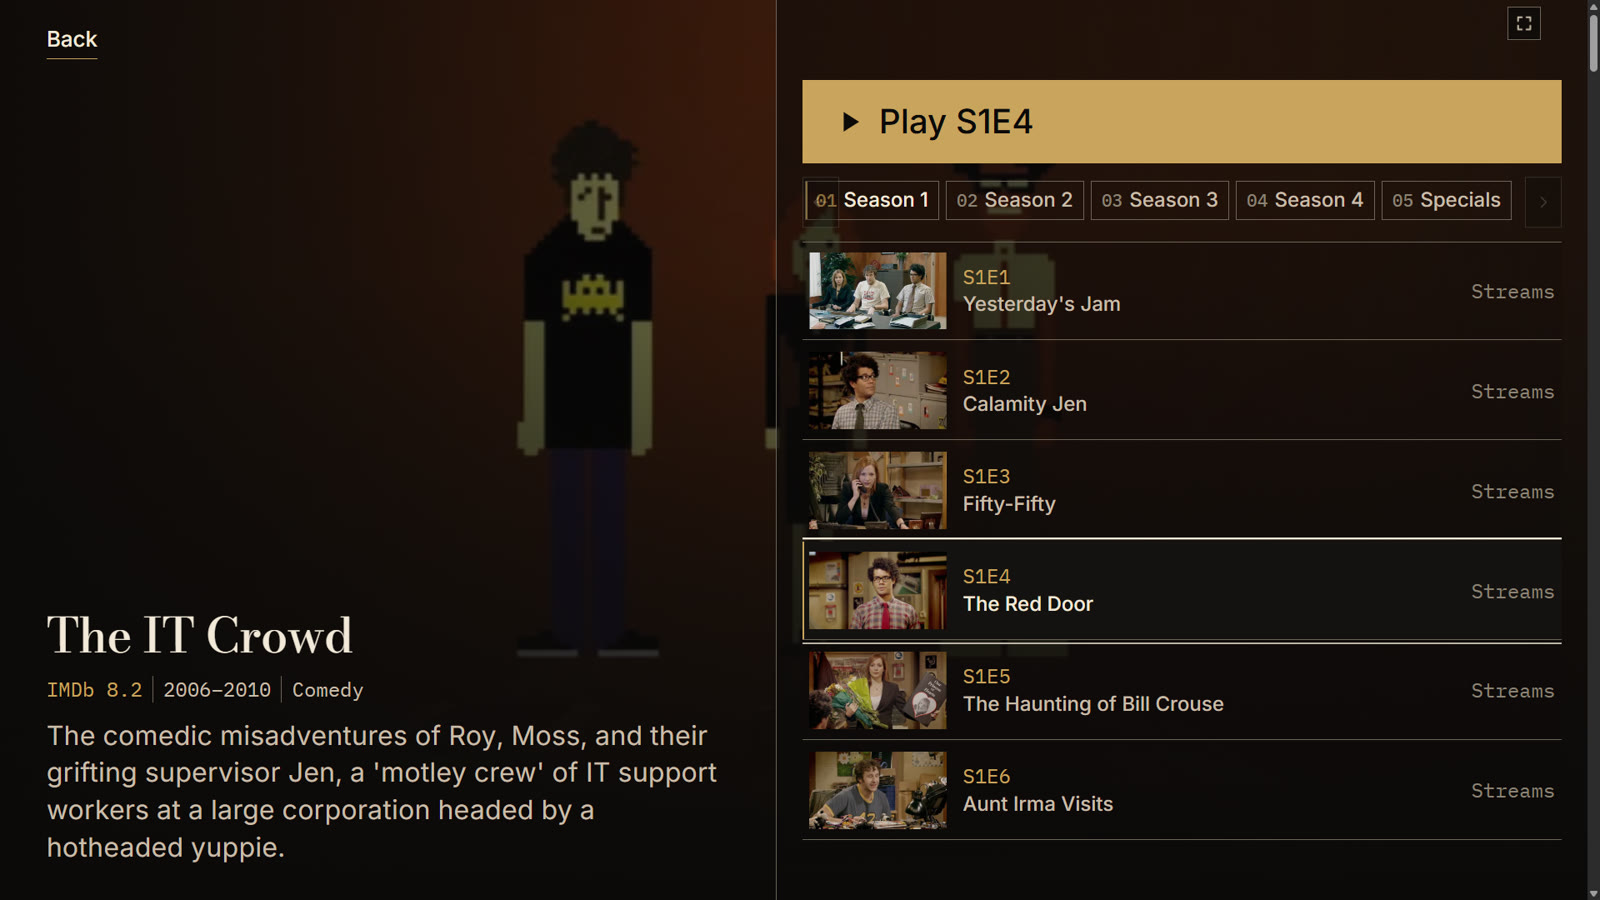 Back
The IT Crowd
IMDb 8.2 2006–2010 Comedy
The comedic misadventures of Roy, Moss, and their
grifting supervisor Jen, a 'motley crew' of IT support
workers at a large corporation headed by a
hotheaded yuppie.
Play S1E4
01 Season 1 02 Season 2 03 Season 3 04 Season 4 05 Specials
S1E1
Yesterday's Jam
Streams
S1E2
Calamity Jen
Streams
S1E3
Fifty-Fifty
Streams
S1E4
The Red Door
Streams
S1E5
The Haunting of Bill Crouse
Streams
S1E6
Aunt Irma Visits
Streams